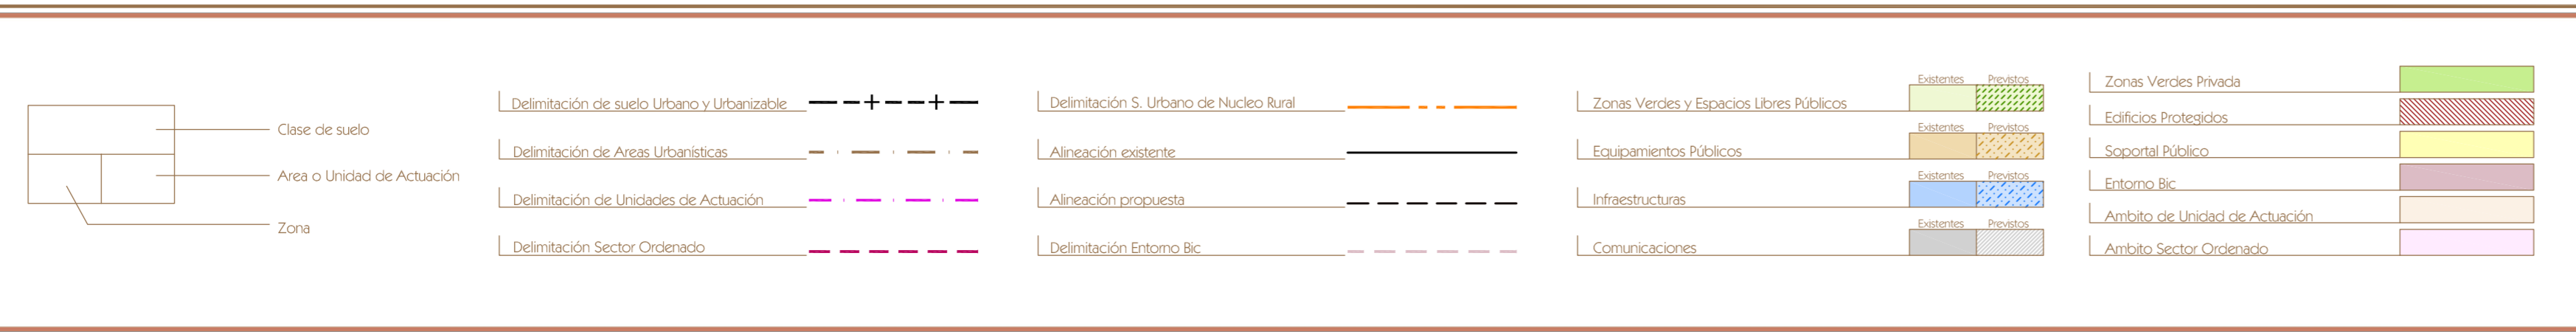 Clase de suelo
Area o Unidad de Actuación
Zona
Delimitación de suelo Urbano y Urbanizable
Delimitación de Areas Urbanísticas
Delimitación de Unidades de Actuación
Delimitación Sector Ordenado
Delimitación S. Urbano de Nucleo Rural
Alineación existente
Alineación propuesta
Delimitación Entorno Bic
Existentes Previstos
Zonas Verdes y Espacios Libres Públicos
Existentes Previstos
Equipamientos Públicos
Existentes Previstos
Infraestructuras
Existentes Previstos
Comunicaciones
Zonas Verdes Privada
Edificios Protegidos
Soportal Público
Entorno Bic
Ambito de Unidad de Actuación
Ambito Sector Ordenado